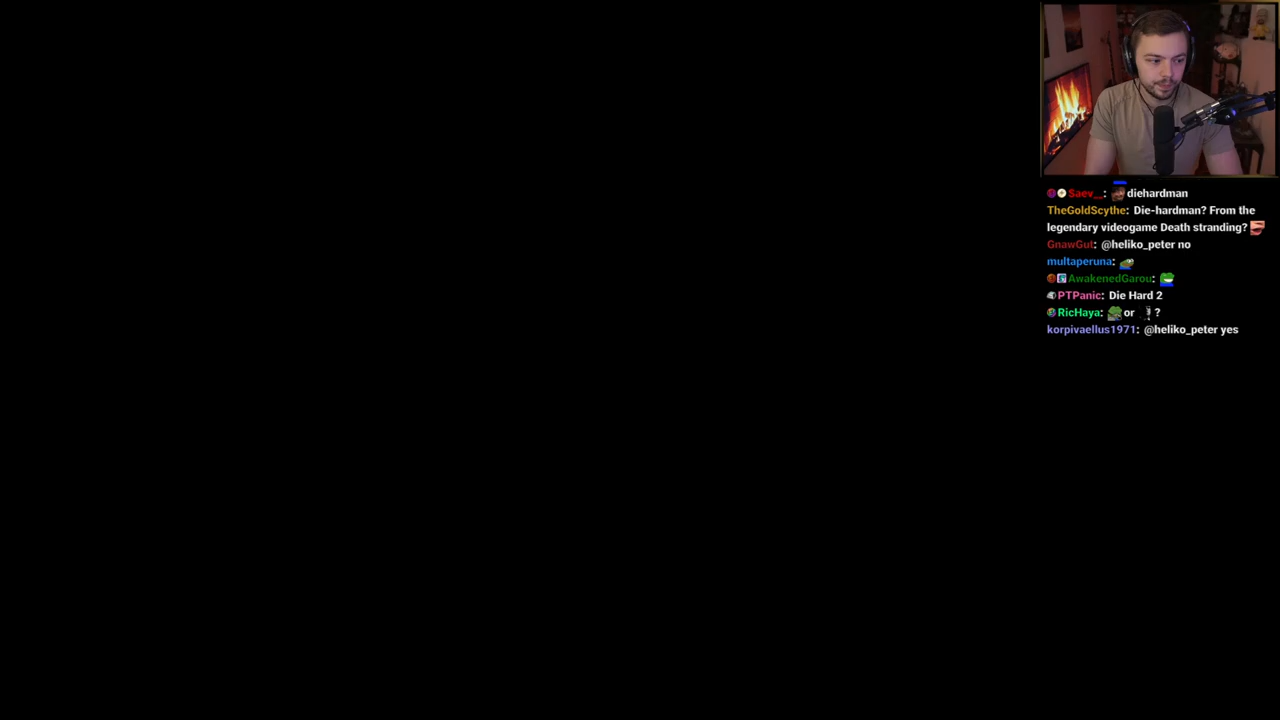 Saev__: diehardman
TheGoldScythe: Die-hardman? From the
legendary videogame Death stranding?
GnawGut: @heliko_peter no
multaperuna:
AwakenedGarou:
PTPanic: Die Hard 2
RicHaya: or ?
korpivaellus1971: @heliko_peter yes